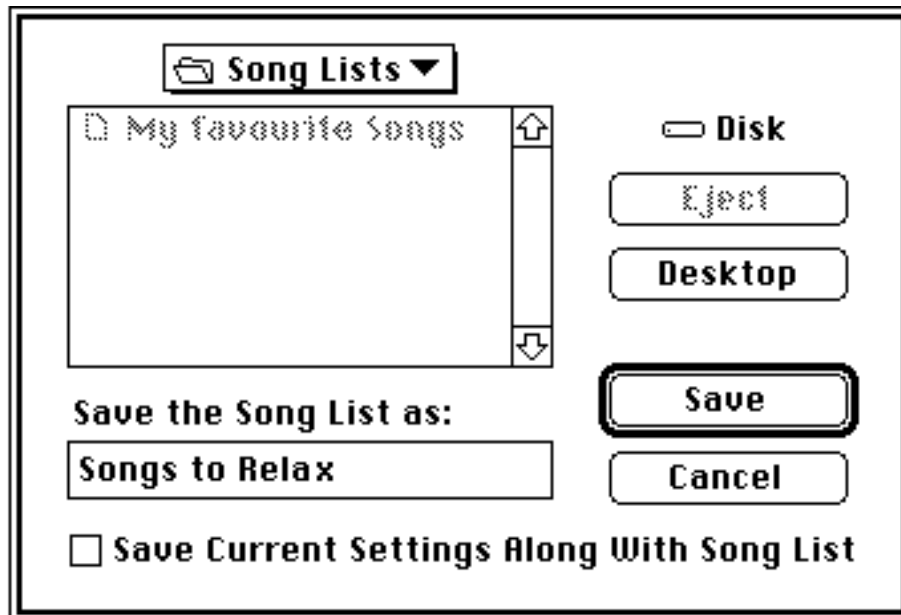 Song Lists
My favourite Songs
Disk
Eject
Desktop
Save the Song List as:
Songs to Relax
Save
Cancel
Save Current Settings Along With Song List